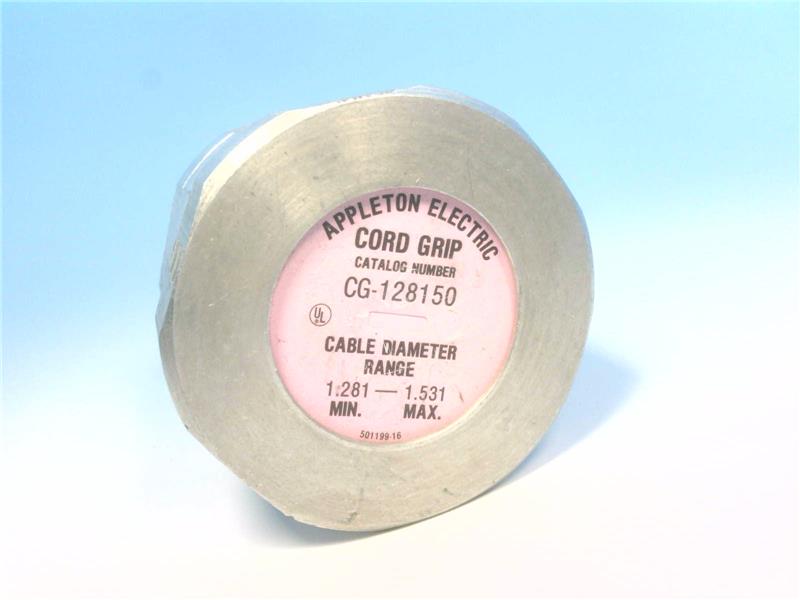 APPLETON ELECTRIC
CORD GRIP
CATALOG NUMBER
CG-128150
UL
CABLE DIAMETER
RANGE
1.281 — 1.531
MIN. MAX.
501199-16